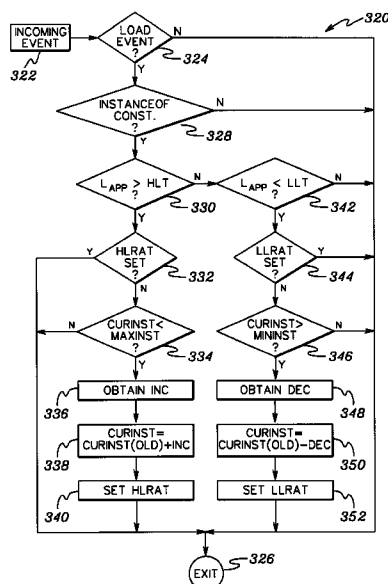 320
INCOMING
EVENT
322
LOAD
EVENT
?
N
324
Y
INSTANCEOF
CONST.
?
N
328
Y
LAPP > HLT
?
N
330
Y
LAPP < LLT
?
N
342
Y
Y
HLRAT
SET
?
332
N
LLRAT
SET
?
Y
344
N
N
CURINST<
MAXINST
?
334
Y
CURINST>
MININST
?
N
346
Y
OBTAIN INC
336
OBTAIN DEC
348
CURINST=
CURINST(OLD)+INC
338
CURINST=
CURINST(OLD)-DEC
350
SET HLRAT
340
SET LLRAT
352
EXIT
326